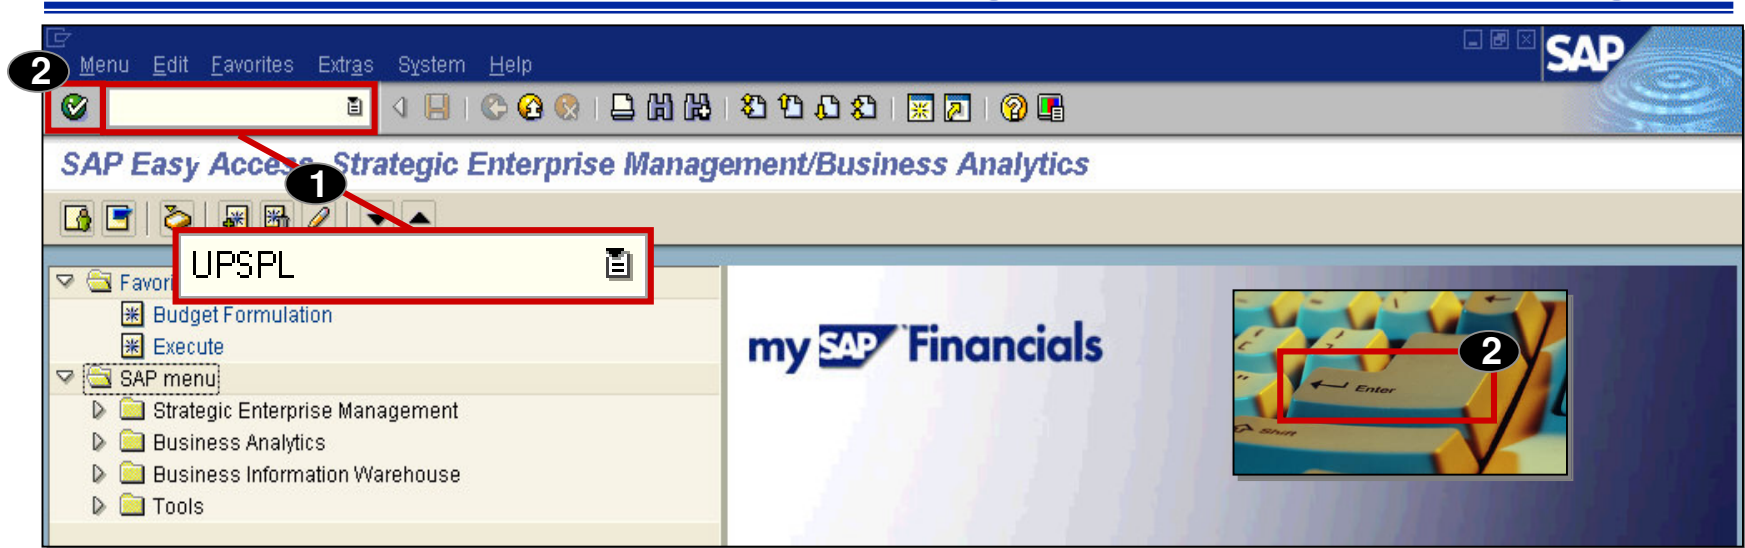 2
Menu Edit Favorites Extras System Help
SAP
SAP Easy Access Strategic Enterprise Management/Business Analytics
1
UPSPL
Favori
Budget Formulation
Execute
SAP menu
Strategic Enterprise Management
Business Analytics
Business Information Warehouse
Tools
my SAP Financials
2
Enter
Shift